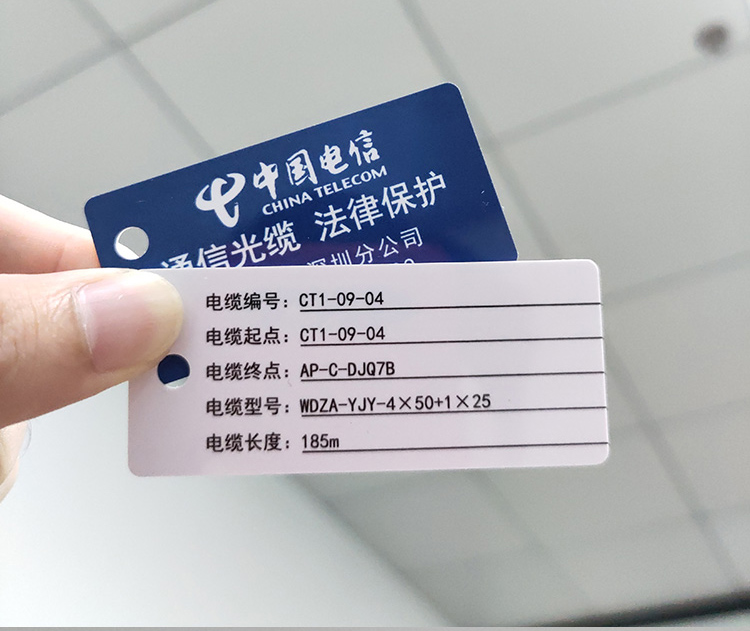 中国电信
CHINA TELECOM
通信光缆 法律保护
深圳分公司
电缆编号：CT1-09-04
电缆起点：CT1-09-04
电缆终点：AP-C-DJQ7B
电缆型号：WDZA-YJY-4×50+1×25
电缆长度：185m